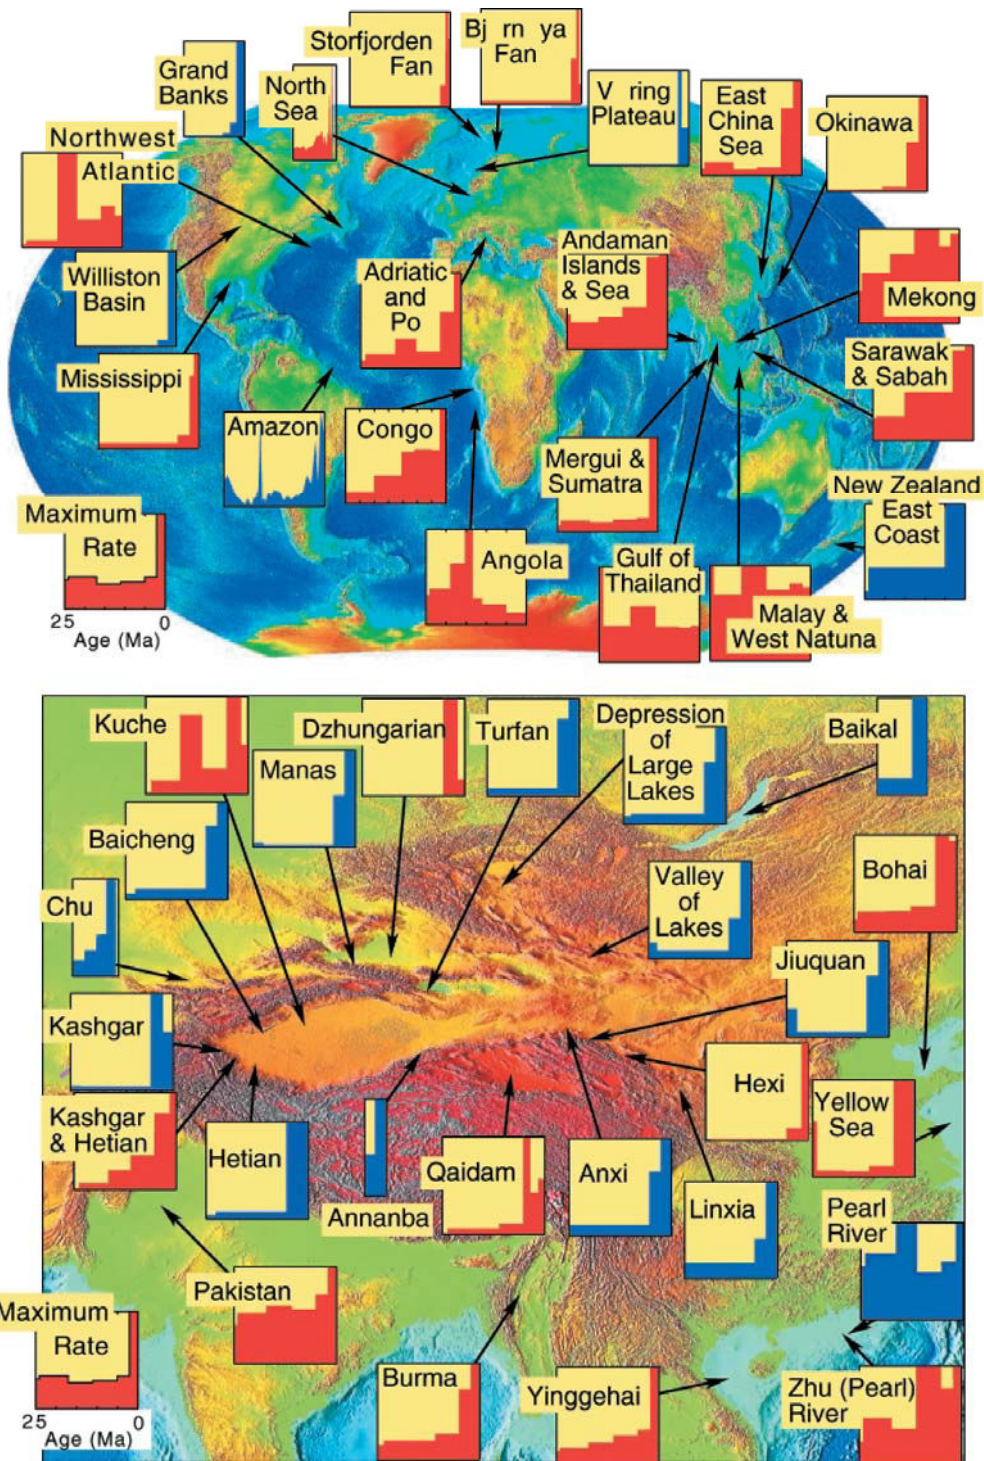 Storfjorden
Fan
Bj rn ya
Fan
Grand
Banks
North
Sea
V ring
Plateau
East
China
Sea
Okinawa
Northwest
Atlantic
Williston
Basin
Adriatic
and
Po
Andaman
Islands
& Sea
Mekong
Mississippi
Sarawak
& Sabah
Amazon
Congo
Mergui &
Sumatra
New Zealand
East
Coast
Maximum
Rate
25
0
Age (Ma)
Angola
Gulf of
Thailand
Malay &
West Natuna
Kuche
Dzhungarian
Turfan
Depression
of
Large
Lakes
Baikal
Manas
Baicheng
Chu
Valley
of
Lakes
Bohai
Jiuquan
Kashgar
Hexi
Kashgar
& Hetian
Yellow
Sea
Hetian
Annanba
Qaidam
Anxi
Linxia
Pearl
River
Pakistan
Maximum
Rate
25
0
Age (Ma)
Burma
Yinggehai
Zhu (Pearl)
River